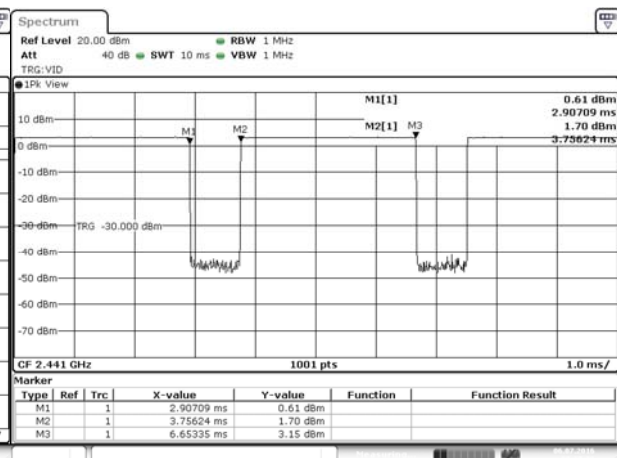 Spectrum
Ref Level 20.00 dBm RBW 1 MHz
Att 40 dB SWT 10 ms VBW 1 MHz
TRG:VID
1Pk View
M1[1] 0.61 dBm
2.90709 ms
M2[1] 1.70 dBm
3.75624 ms
10 dBm
M1 M2 M3
0 dBm
-10 dBm
-20 dBm
-30 dBm TRG -30.000 dBm
-40 dBm
-50 dBm
-60 dBm
-70 dBm
CF 2.441 GHz 1001 pts 1.0 ms/
Marker
Type Ref Trc X-value Y-value Function Function Result
M1 1 2.90709 ms 0.61 dBm
M2 1 3.75624 ms 1.70 dBm
M3 1 6.65335 ms 3.15 dBm